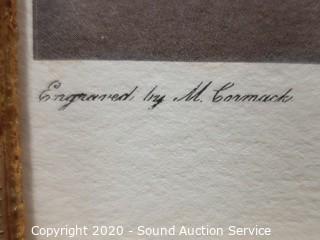 Engraved by M. Cormack
Copyright 2020 - Sound Auction Service